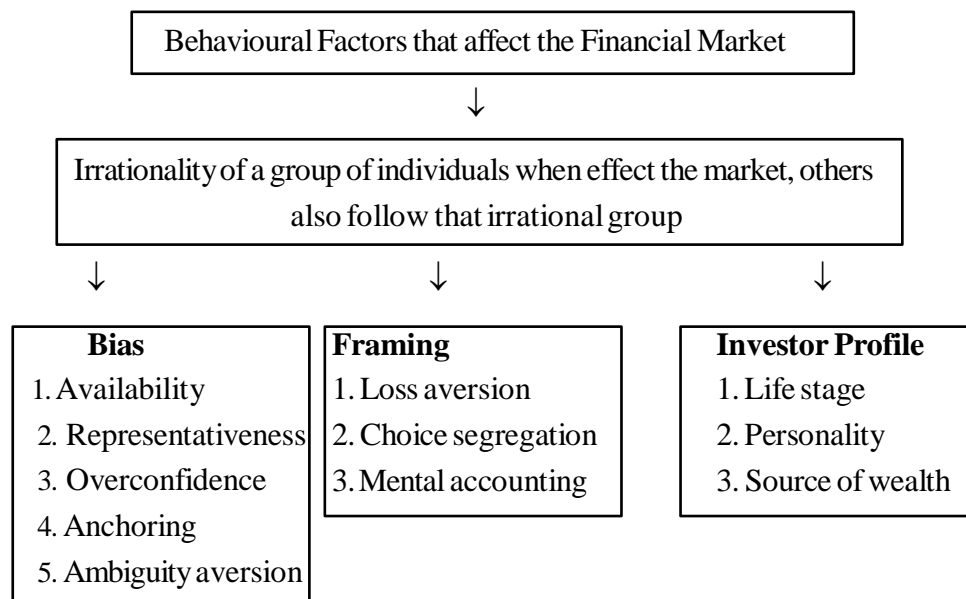 Behavioural Factors that affect the Financial Market
↓
Irrationality of a group of individuals when effect the market, others
also follow that irrational group
↓ ↓ ↓
Bias
1. Availability
2. Representativeness
3. Overconfidence
4. Anchoring
5. Ambiguity aversion
Framing
1. Loss aversion
2. Choice segregation
3. Mental accounting
Investor Profile
1. Life stage
2. Personality
3. Source of wealth